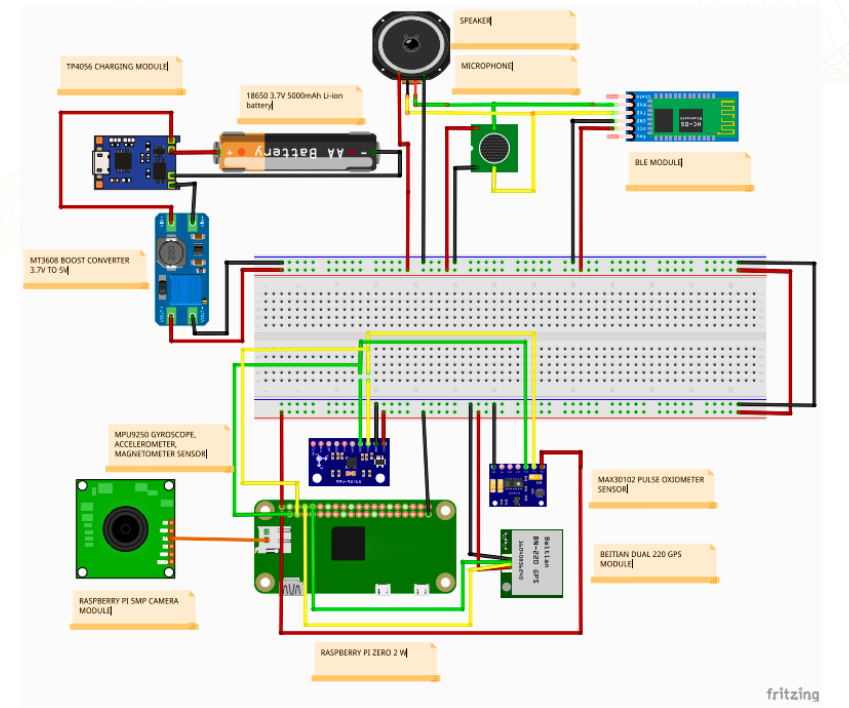 SPEAKER
TP4056 CHARGING MODULE
MICROPHONE
18650 3.7V 5000mAh Li-ion
battery
AA Battery
HC-05
BLE MODULE
MT3608 BOOST CONVERTER
3.7V TO 5V
MPU9250 GYROSCOPE,
ACCELEROMETER,
MAGNETOMETER SENSOR
MAX30102 PULSE OXIOMETER
SENSOR
Beitian
BN-220 GPS
BEITIAN DUAL 220 GPS
MODULE
RASPBERRY PI 5MP CAMERA
MODULE
RASPBERRY PI ZERO 2 W
fritzing